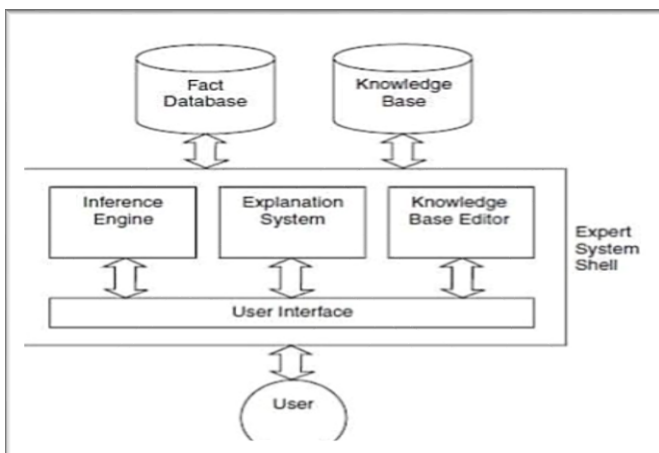 Fact
Database
Knowledge
Base
Inference
Engine
Explanation
System
Knowledge
Base Editor
Expert
System
Shell
User Interface
User